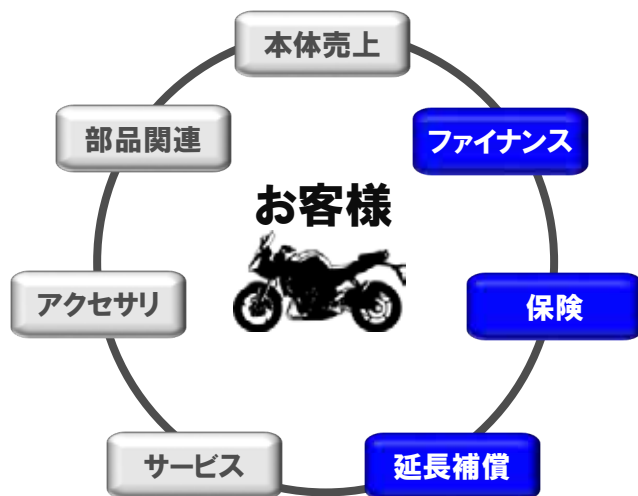 本体売上
部品関連
ファイナンス
お客様
アクセサリ
保険
サービス
延長補償